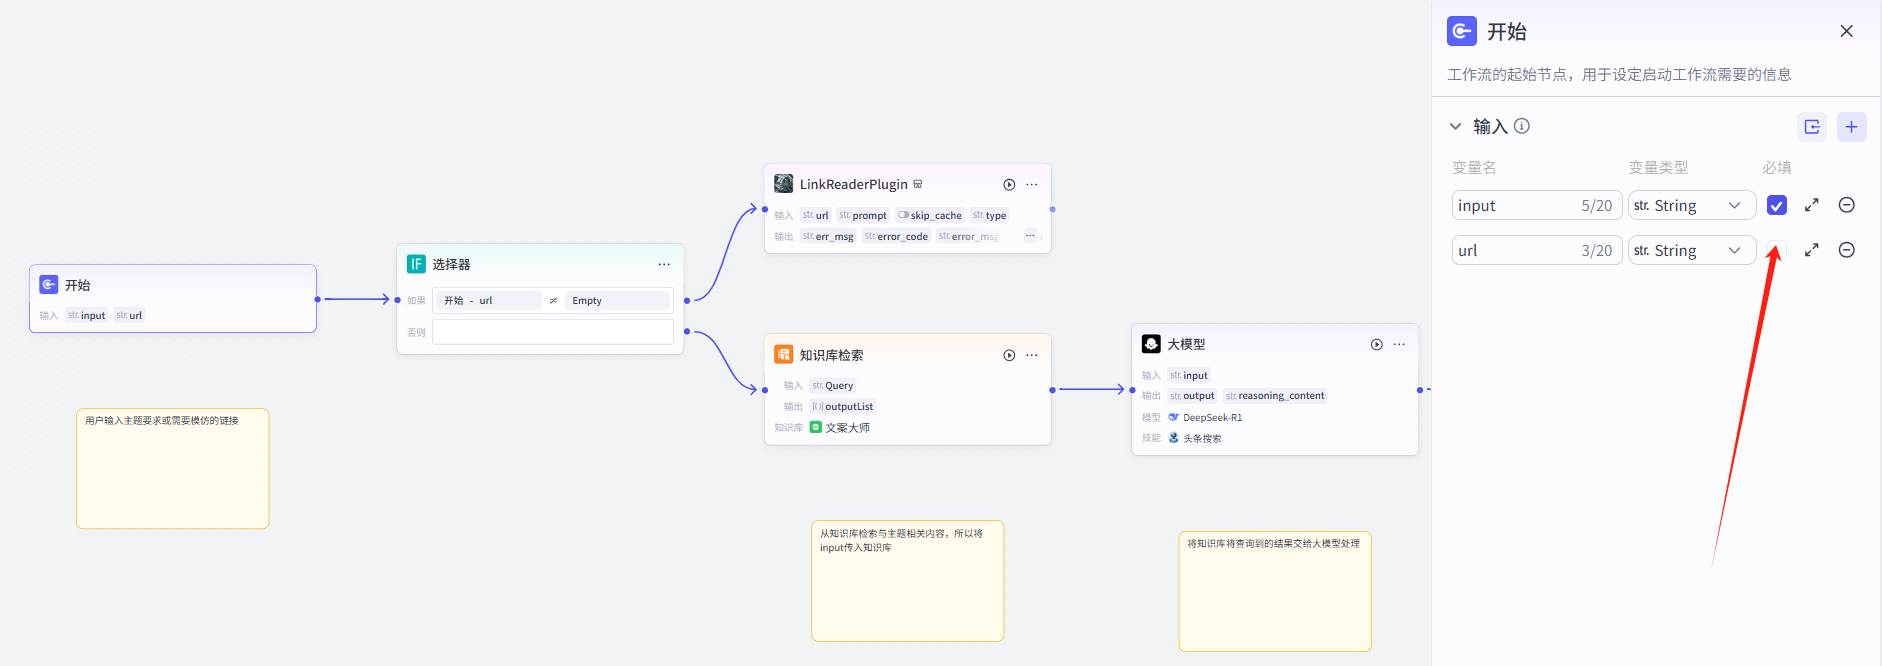 开始
输入 str. input str. url
用户输入主题要求或需要模仿的链接
IF 选择器
如果 开始 - url ≠ Empty
否则
LinkReaderPlugin
输入 str. url str. prompt skip_cache str. type
输出 str. err_msg str. error_code str. error_msg ...
知识库检索
输入 str. Query
输出 [] outputList
知识库 文案大师
从知识库检索与主题相关内容，所以将
input传入知识库
大模型
输入 str. input
输出 str. output str. reasoning_content
模型 DeepSeek-R1
技能 头条搜索
将知识库将查询到的结果交给大模型处理
开始
工作流的起始节点，用于设定启动工作流需要的信息
输入
变量名 变量类型 必填
input 5/20 str. String
url 3/20 str. String